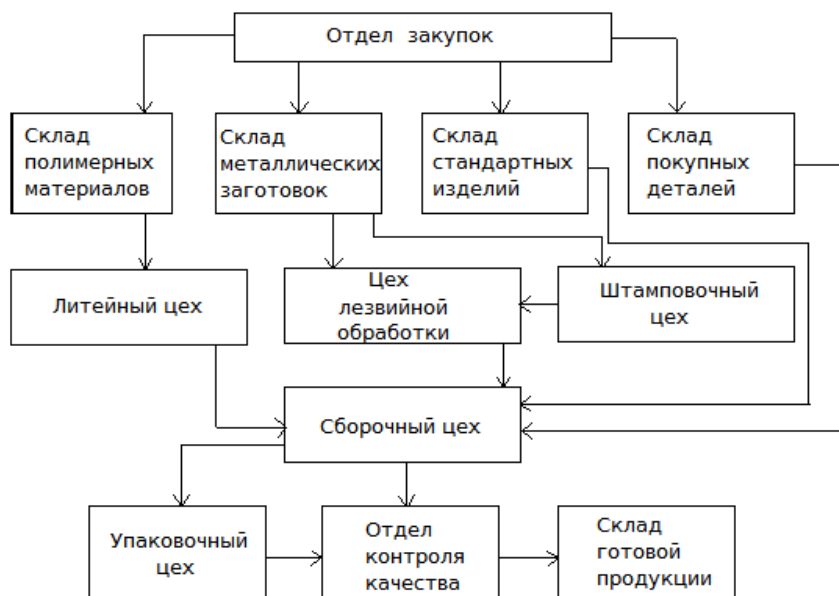 Отдел закупок
Склад
полимерных
материалов
Склад
металлических
заготовок
Склад
стандартных
изделий
Склад
покупных
деталей
Литейный цех
Цех
лезвийной
обработки
Штамповочный
цех
Сборочный цех
Упаковочный
цех
Отдел
контроля
качества
Склад
готовой
продукции